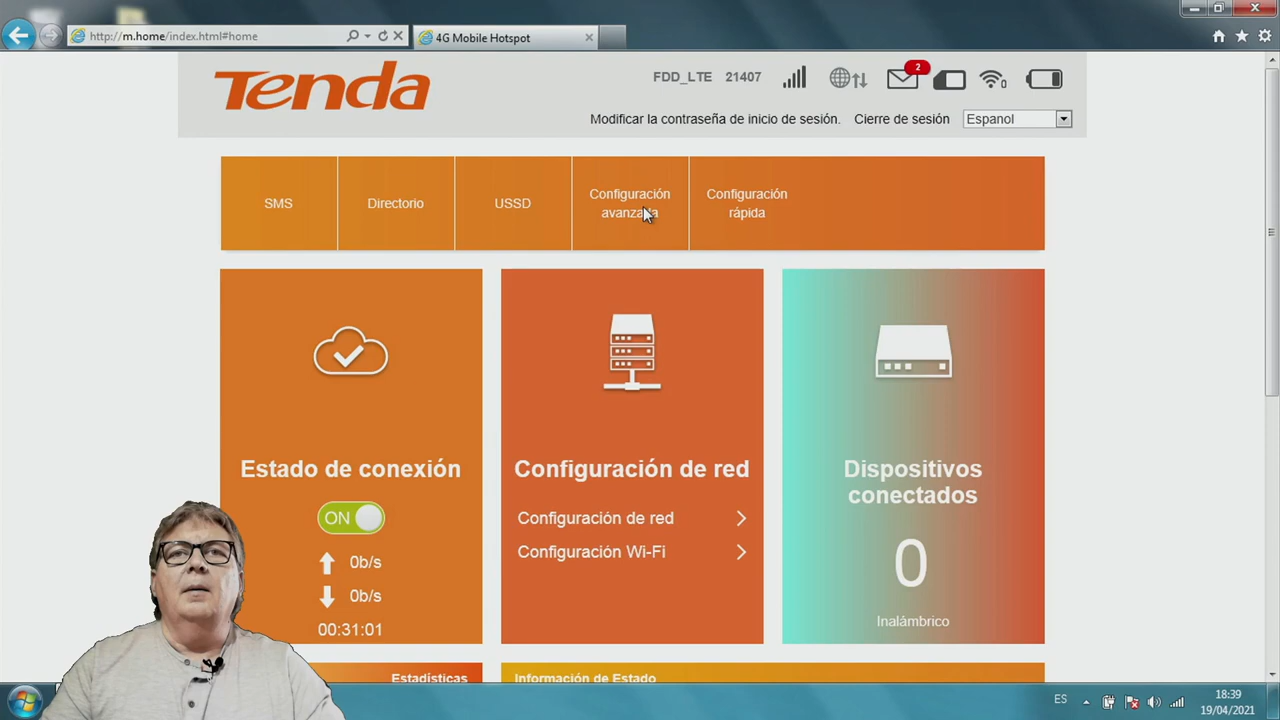 http://m.home/index.html#home
4G Mobile Hotspot
Tenda
FDD_LTE 21407
2
0
Modificar la contraseña de inicio de sesión. Cierre de sesión Espanol
SMS
Directorio
USSD
Configuración
avanzada
Configuración
rápida
Estado de conexión
ON
0b/s
0b/s
00:31:01
Configuración de red
Configuración de red
Configuración Wi-Fi
Dispositivos
conectados
0
Inalámbrico
Estadísticas
Información de Estado
ES
18:39
19/04/2021